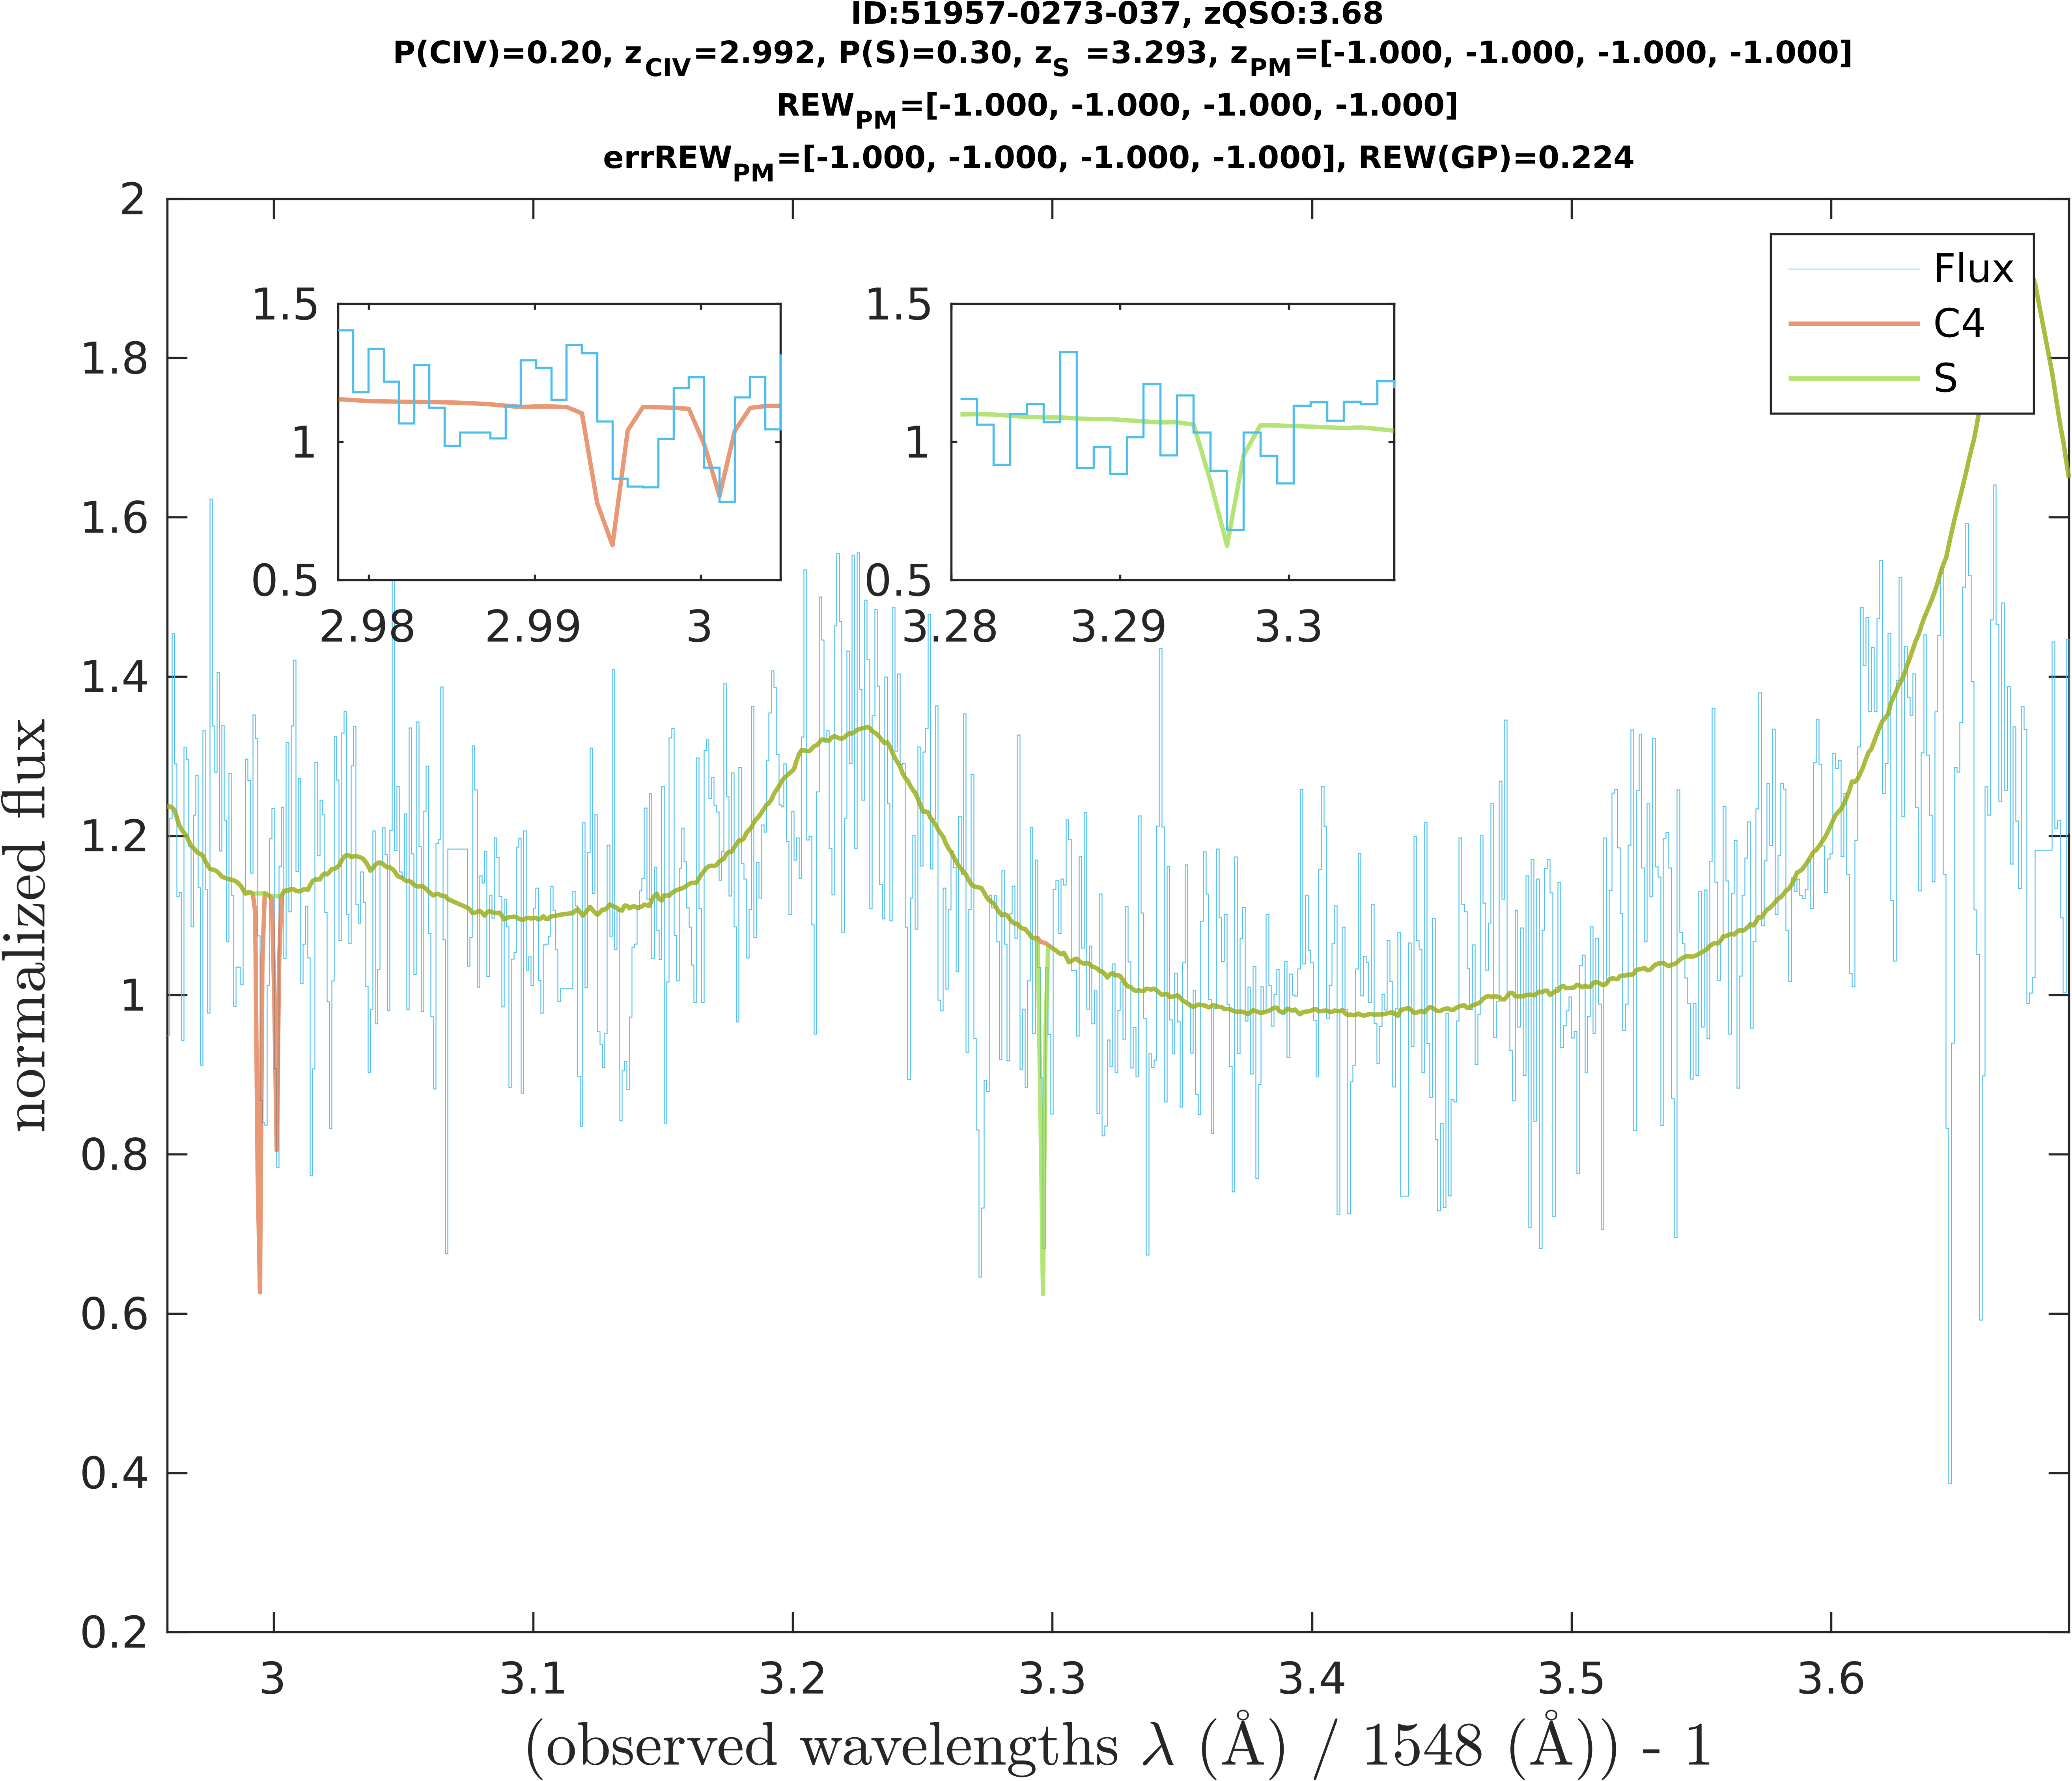 ID:51957-0273-037, zQSO:3.68
P(CIV)=0.20, zCIV=2.992, P(S)=0.30, zS =3.293, zPM=[-1.000, -1.000, -1.000, -1.000]
REWPM=[-1.000, -1.000, -1.000, -1.000]
errREWPM=[-1.000, -1.000, -1.000, -1.000], REW(GP)=0.224
2
1.8
1.6
1.4
1.2
1
0.8
0.6
0.4
0.2
normalized flux
1.5
1
0.5
2.98 2.99 3
1.5
1
0.5
3.28 3.29 3.3
Flux
C4
S
3 3.1 3.2 3.3 3.4 3.5 3.6
(observed wavelengths λ (Å) / 1548 (Å)) - 1